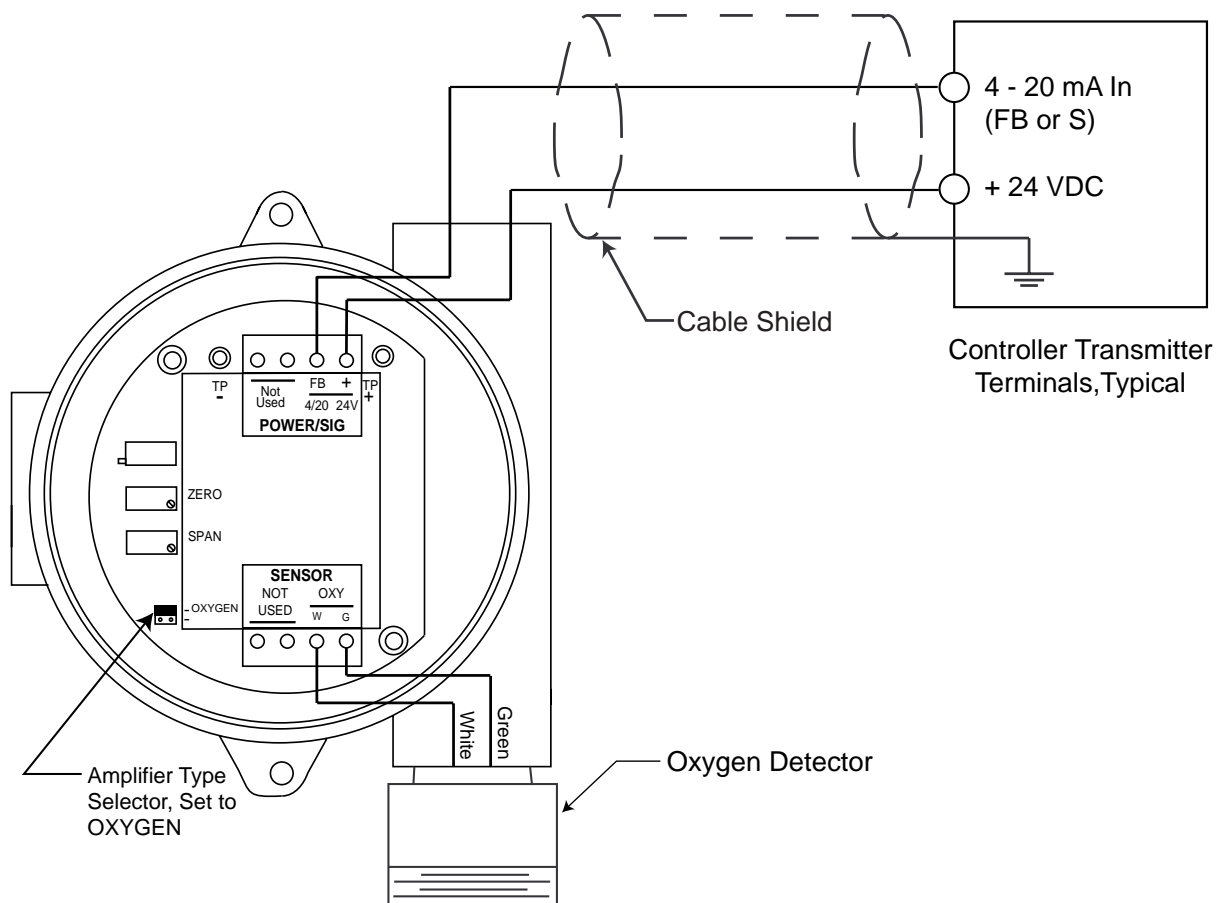 4 - 20 mA In
(FB or S)
+ 24 VDC
Cable Shield
Controller Transmitter
Terminals,Typical
TP
-
Not
Used
FB +
4/20 24V
TP
+
POWER/SIG
ZERO
SPAN
SENSOR
NOT
USED
OXY
W G
- OXYGEN
-
White
Green
Amplifier Type
Selector, Set to
OXYGEN
Oxygen Detector